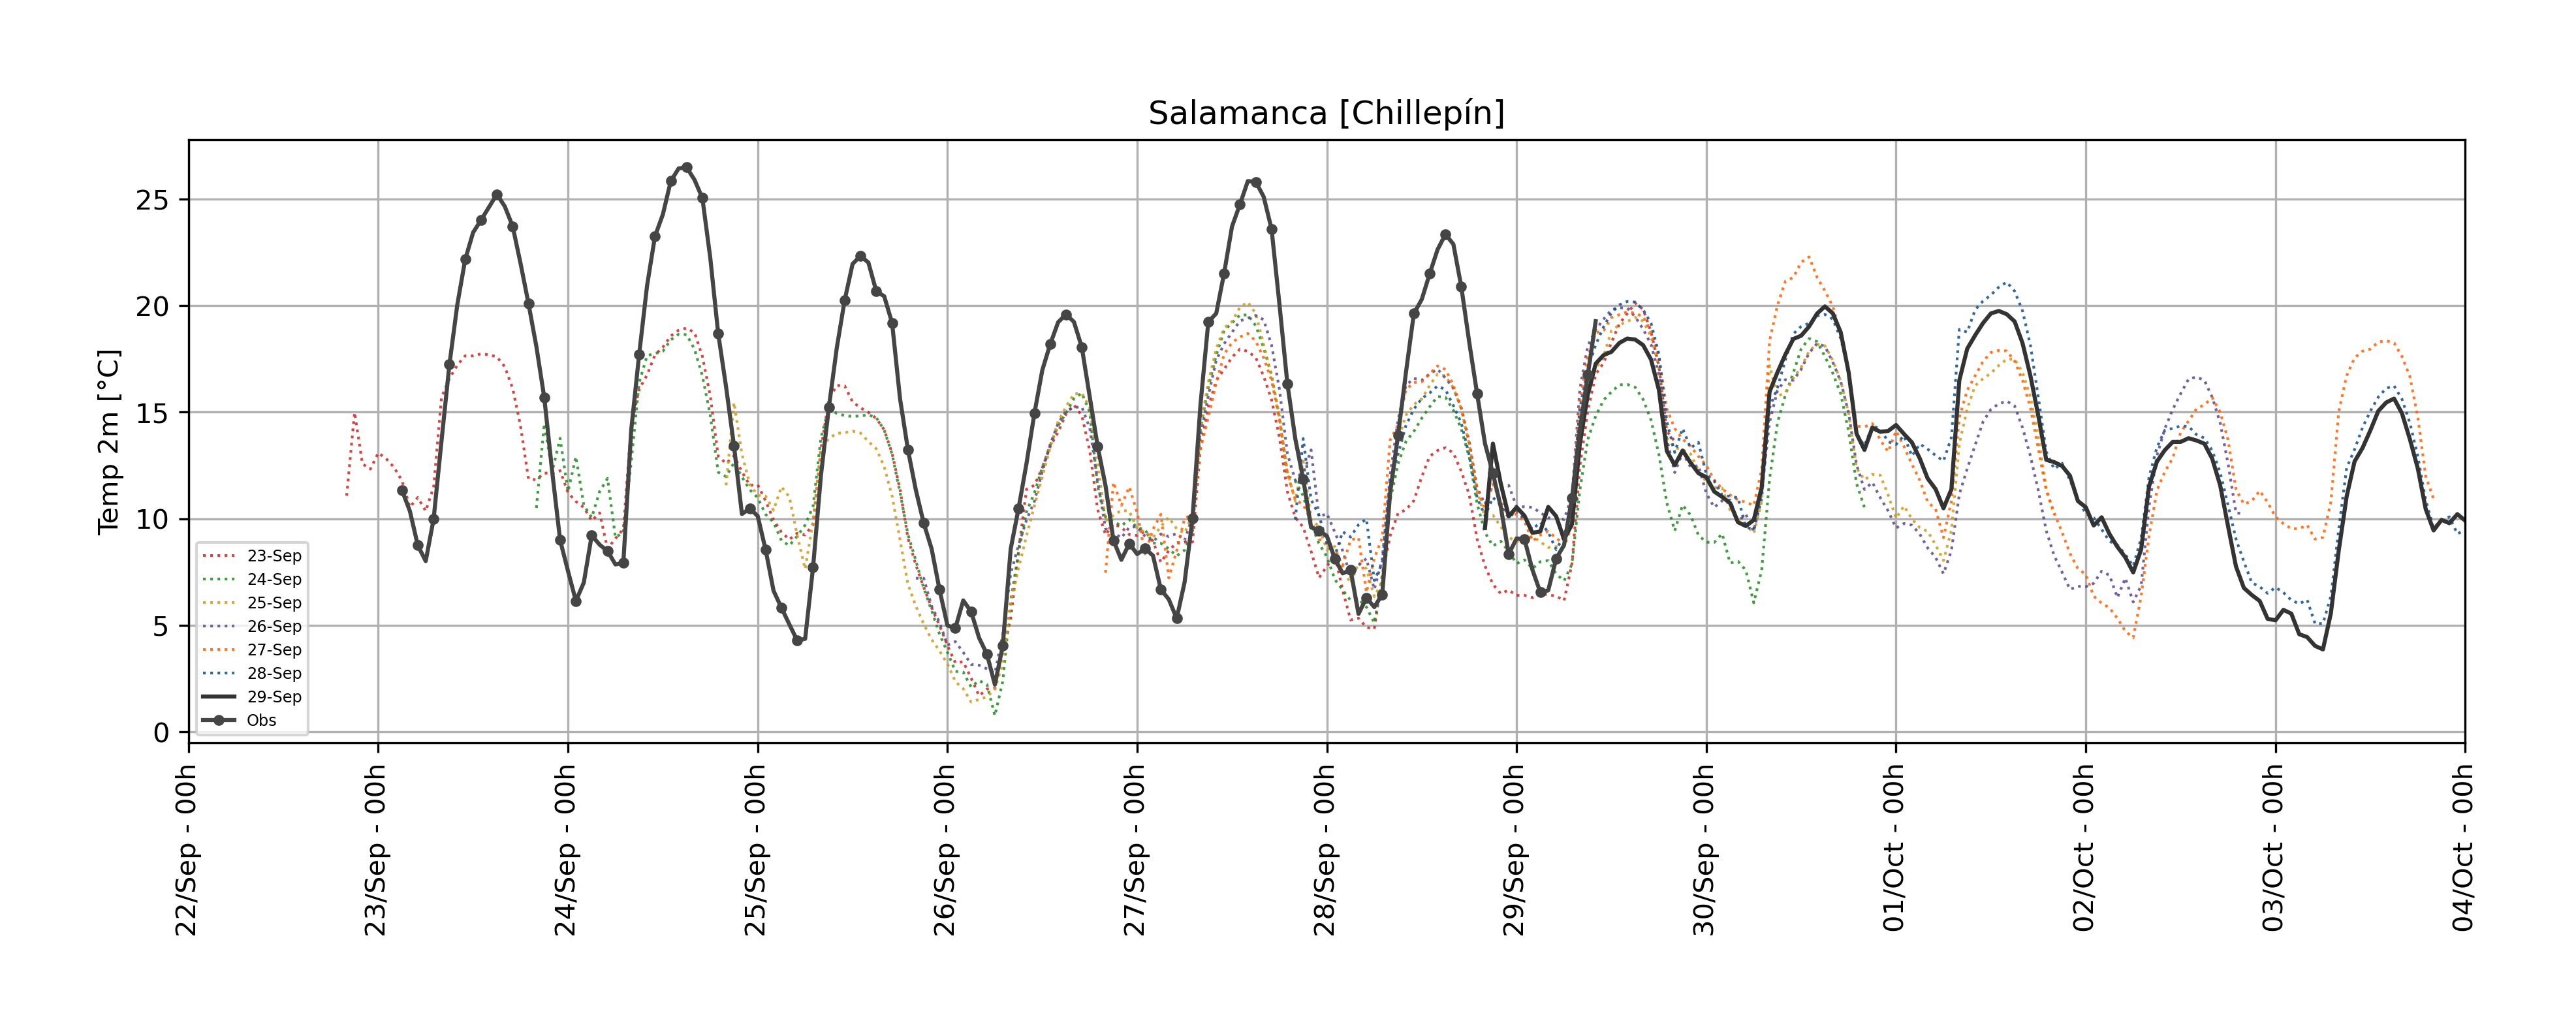 Salamanca [Chillepín]
Temp 2m [°C]
25
20
15
10
5
0
23-Sep
24-Sep
25-Sep
26-Sep
27-Sep
28-Sep
29-Sep
Obs
22/Sep - 00h
23/Sep - 00h
24/Sep - 00h
25/Sep - 00h
26/Sep - 00h
27/Sep - 00h
28/Sep - 00h
29/Sep - 00h
30/Sep - 00h
01/Oct - 00h
02/Oct - 00h
03/Oct - 00h
04/Oct - 00h